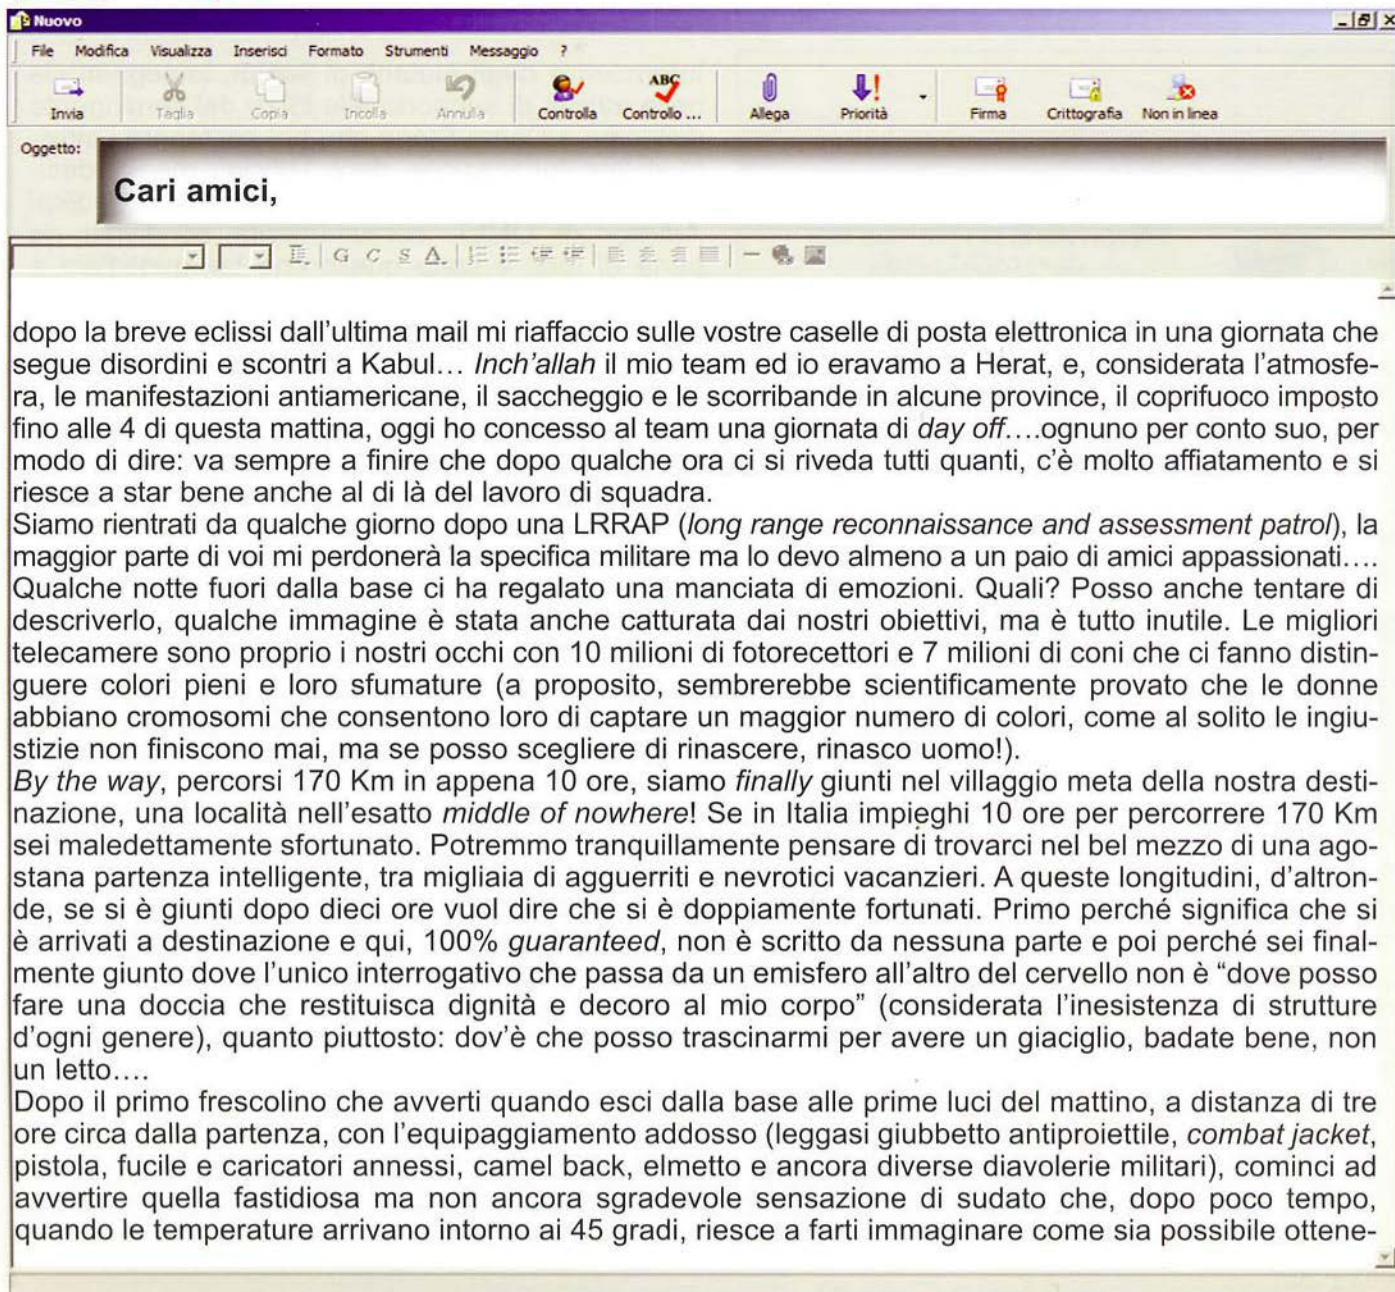 Nuovo
File Modifica Visualizza Inserisci Formato Strumenti Messaggio ?
Invia Taglia Copia Incolla Annulla Controlla Controllo ... Allega Priorità Firma Crittografia Non in linea
Oggetto:
Cari amici,
G C S A
dopo la breve eclissi dall'ultima mail mi riaffaccio sulle vostre caselle di posta elettronica in una giornata che
segue disordini e scontri a Kabul… Inch'allah il mio team ed io eravamo a Herat, e, considerata l'atmosfe-
ra, le manifestazioni antiamericane, il saccheggio e le scorribande in alcune province, il coprifuoco imposto
fino alle 4 di questa mattina, oggi ho concesso al team una giornata di day off….ognuno per conto suo, per
modo di dire: va sempre a finire che dopo qualche ora ci si riveda tutti quanti, c'è molto affiatamento e si
riesce a star bene anche al di là del lavoro di squadra.
Siamo rientrati da qualche giorno dopo una LRRAP (long range reconnaissance and assessment patrol), la
maggior parte di voi mi perdonerà la specifica militare ma lo devo almeno a un paio di amici appassionati….
Qualche notte fuori dalla base ci ha regalato una manciata di emozioni. Quali? Posso anche tentare di
descriverlo, qualche immagine è stata anche catturata dai nostri obiettivi, ma è tutto inutile. Le migliori
telecamere sono proprio i nostri occhi con 10 milioni di fotorecettori e 7 milioni di coni che ci fanno distin-
guere colori pieni e loro sfumature (a proposito, sembrerebbe scientificamente provato che le donne
abbiano cromosomi che consentono loro di captare un maggior numero di colori, come al solito le ingiu-
stizie non finiscono mai, ma se posso scegliere di rinascere, rinasco uomo!).
By the way, percorsi 170 Km in appena 10 ore, siamo finally giunti nel villaggio meta della nostra desti-
nazione, una località nell'esatto middle of nowhere! Se in Italia impieghi 10 ore per percorrere 170 Km
sei maledettamente sfortunato. Potremmo tranquillamente pensare di trovarci nel bel mezzo di una ago-
stana partenza intelligente, tra migliaia di agguerriti e nevrotici vacanzieri. A queste longitudini, d'altron-
de, se si è giunti dopo dieci ore vuol dire che si è doppiamente fortunati. Primo perché significa che si
è arrivati a destinazione e qui, 100% guaranteed, non è scritto da nessuna parte e poi perché sei final-
mente giunto dove l'unico interrogativo che passa da un emisfero all'altro del cervello non è “dove posso
fare una doccia che restituisca dignità e decoro al mio corpo” (considerata l'inesistenza di strutture
d'ogni genere), quanto piuttosto: dov'è che posso trascinarmi per avere un giaciglio, badate bene, non
un letto….
Dopo il primo frescolino che avverti quando esci dalla base alle prime luci del mattino, a distanza di tre
ore circa dalla partenza, con l'equipaggiamento addosso (leggasi giubbetto antiproiettile, combat jacket,
pistola, fucile e caricatori annessi, camel back, elmetto e ancora diverse diavolerie militari), cominci ad
avvertire quella fastidiosa ma non ancora sgradevole sensazione di sudato che, dopo poco tempo,
quando le temperature arrivano intorno ai 45 gradi, riesce a farti immaginare come sia possibile ottene-